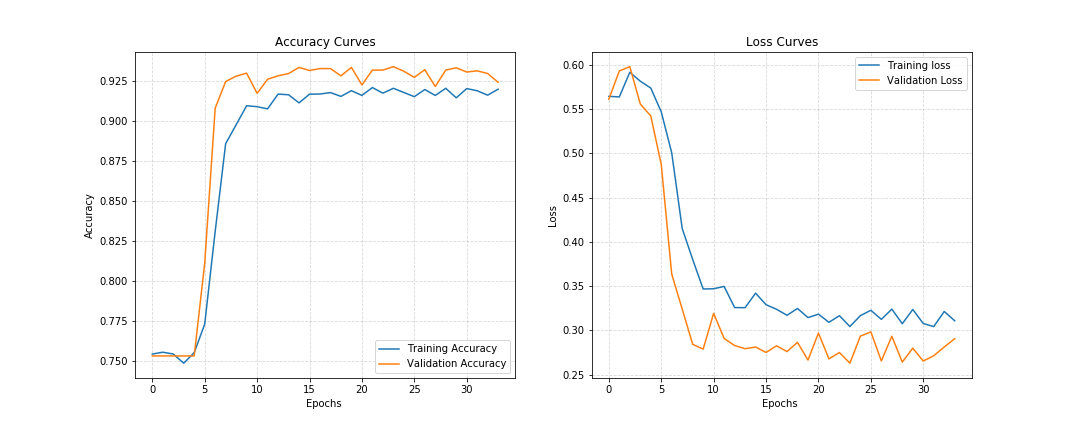 Accuracy Curves
0.925
0.900
0.875
0.850
0.825
0.800
0.775
0.750
Accuracy
0 5 10 15 20 25 30
Epochs
Training Accuracy
Validation Accuracy
Loss Curves
0.60
0.55
0.50
0.45
0.40
0.35
0.30
0.25
Loss
0 5 10 15 20 25 30
Epochs
Training loss
Validation Loss